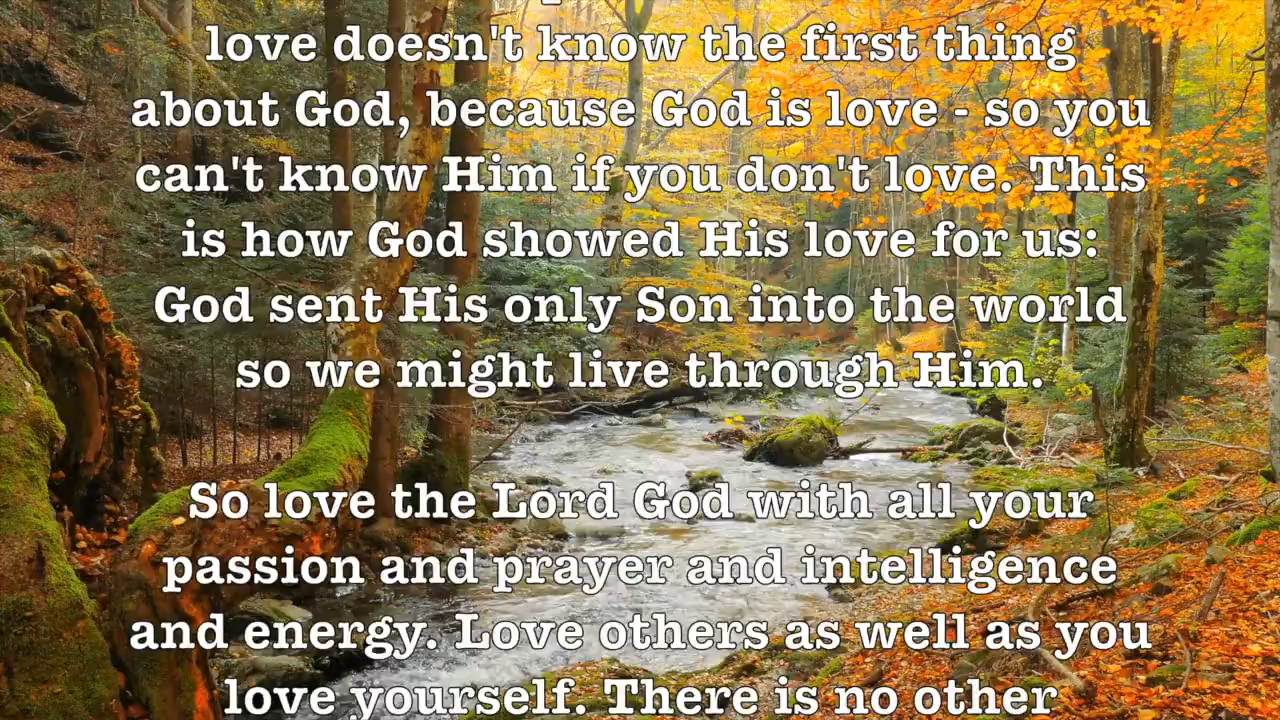 love doesn't know the first thing
about God, because God is love - so you
can't know Him if you don't love. This
is how God showed His love for us:
God sent His only Son into the world
so we might live through Him.
So love the Lord God with all your
passion and prayer and intelligence
and energy. Love others as well as you
love yourself. There is no other